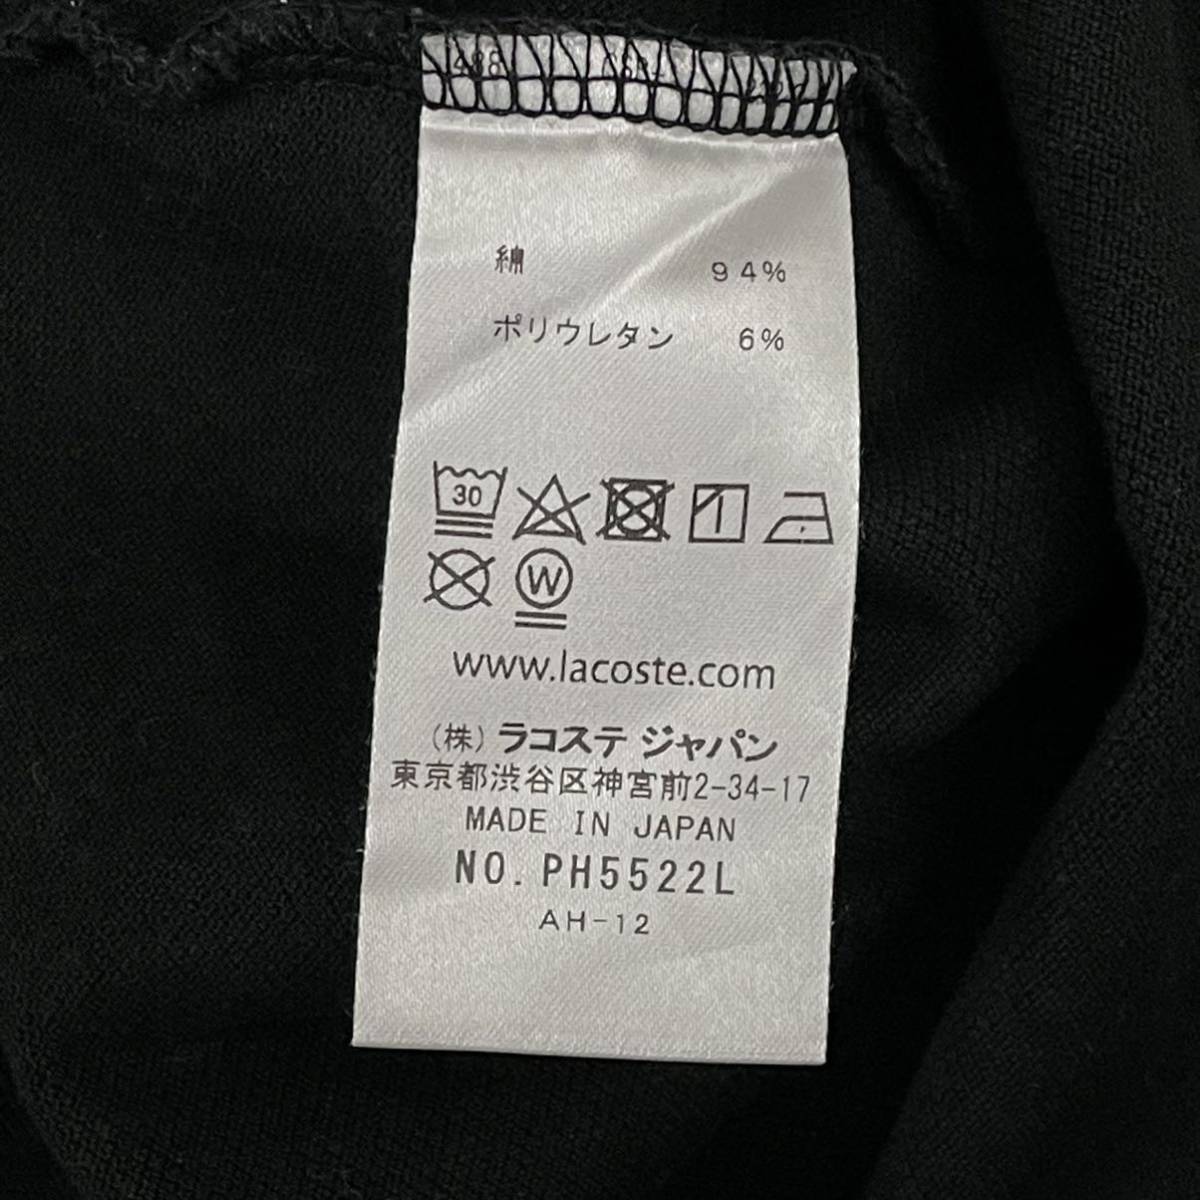 綿 94%
ポリウレタン 6%
30
W
www.lacoste.com
(株) ラコステ ジャパン
東京都渋谷区神宮前2-34-17
MADE IN JAPAN
NO. PH5522L
AH-12